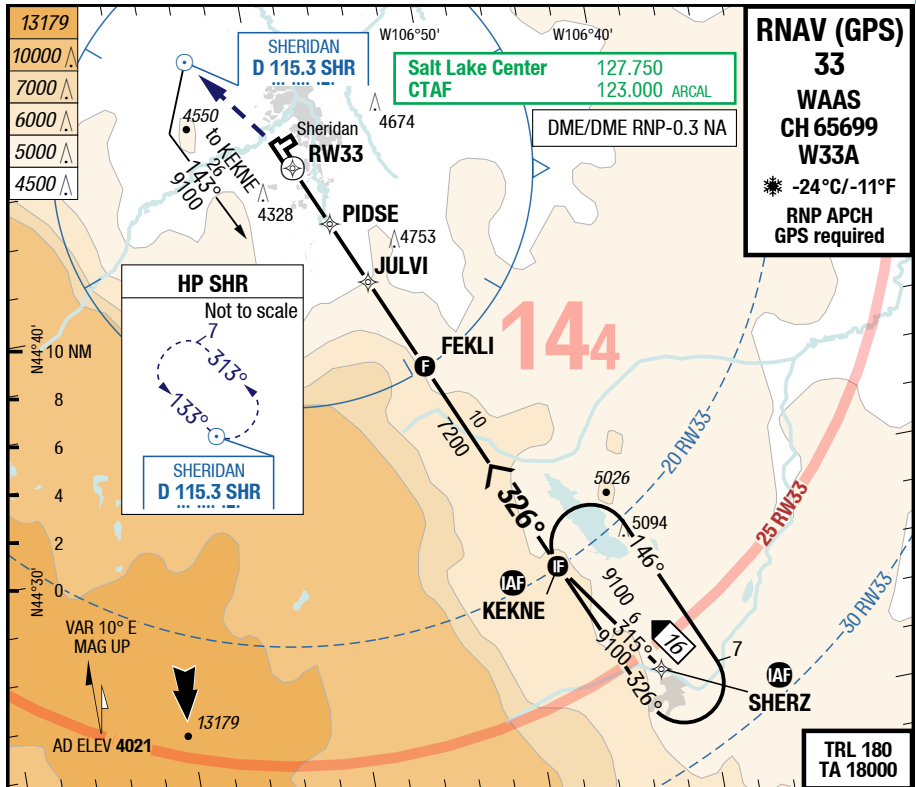 13179
10000
7000
6000
5000
4500
SHERIDAN
D 115.3 SHR
W106°50'
W106°40'
Salt Lake Center 127.750
CTAF 123.000 ARCAL
DME/DME RNP-0.3 NA
RNAV (GPS)
33
WAAS
CH 65699
W33A
-24°C/-11°F
RNP APCH
GPS required
4550
4674
Sheridan
RW33
to KEKNE
26
143°
9100
4328
PIDSE
4753
JULVI
HP SHR
Not to scale
7
313°
133°
SHERIDAN
D 115.3 SHR
144
FEKLI
F
N44°40'
10 NM
8
6
4
2
0
N44°30'
10
7200
326°
20 RW33
25 RW33
30 RW33
5026
5094
146°
IF
IAF
KEKNE
9100
6
315°
9100
326°
16
7
IAF
SHERZ
VAR 10° E
MAG UP
13179
AD ELEV 4021
TRL 180
TA 18000